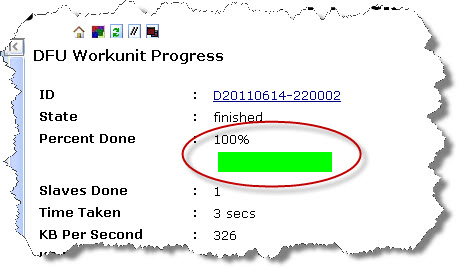 DFU Workunit Progress
ID : D20110614-220002
State : finished
Percent Done : 100%
Slaves Done : 1
Time Taken : 3 secs
KB Per Second : 326